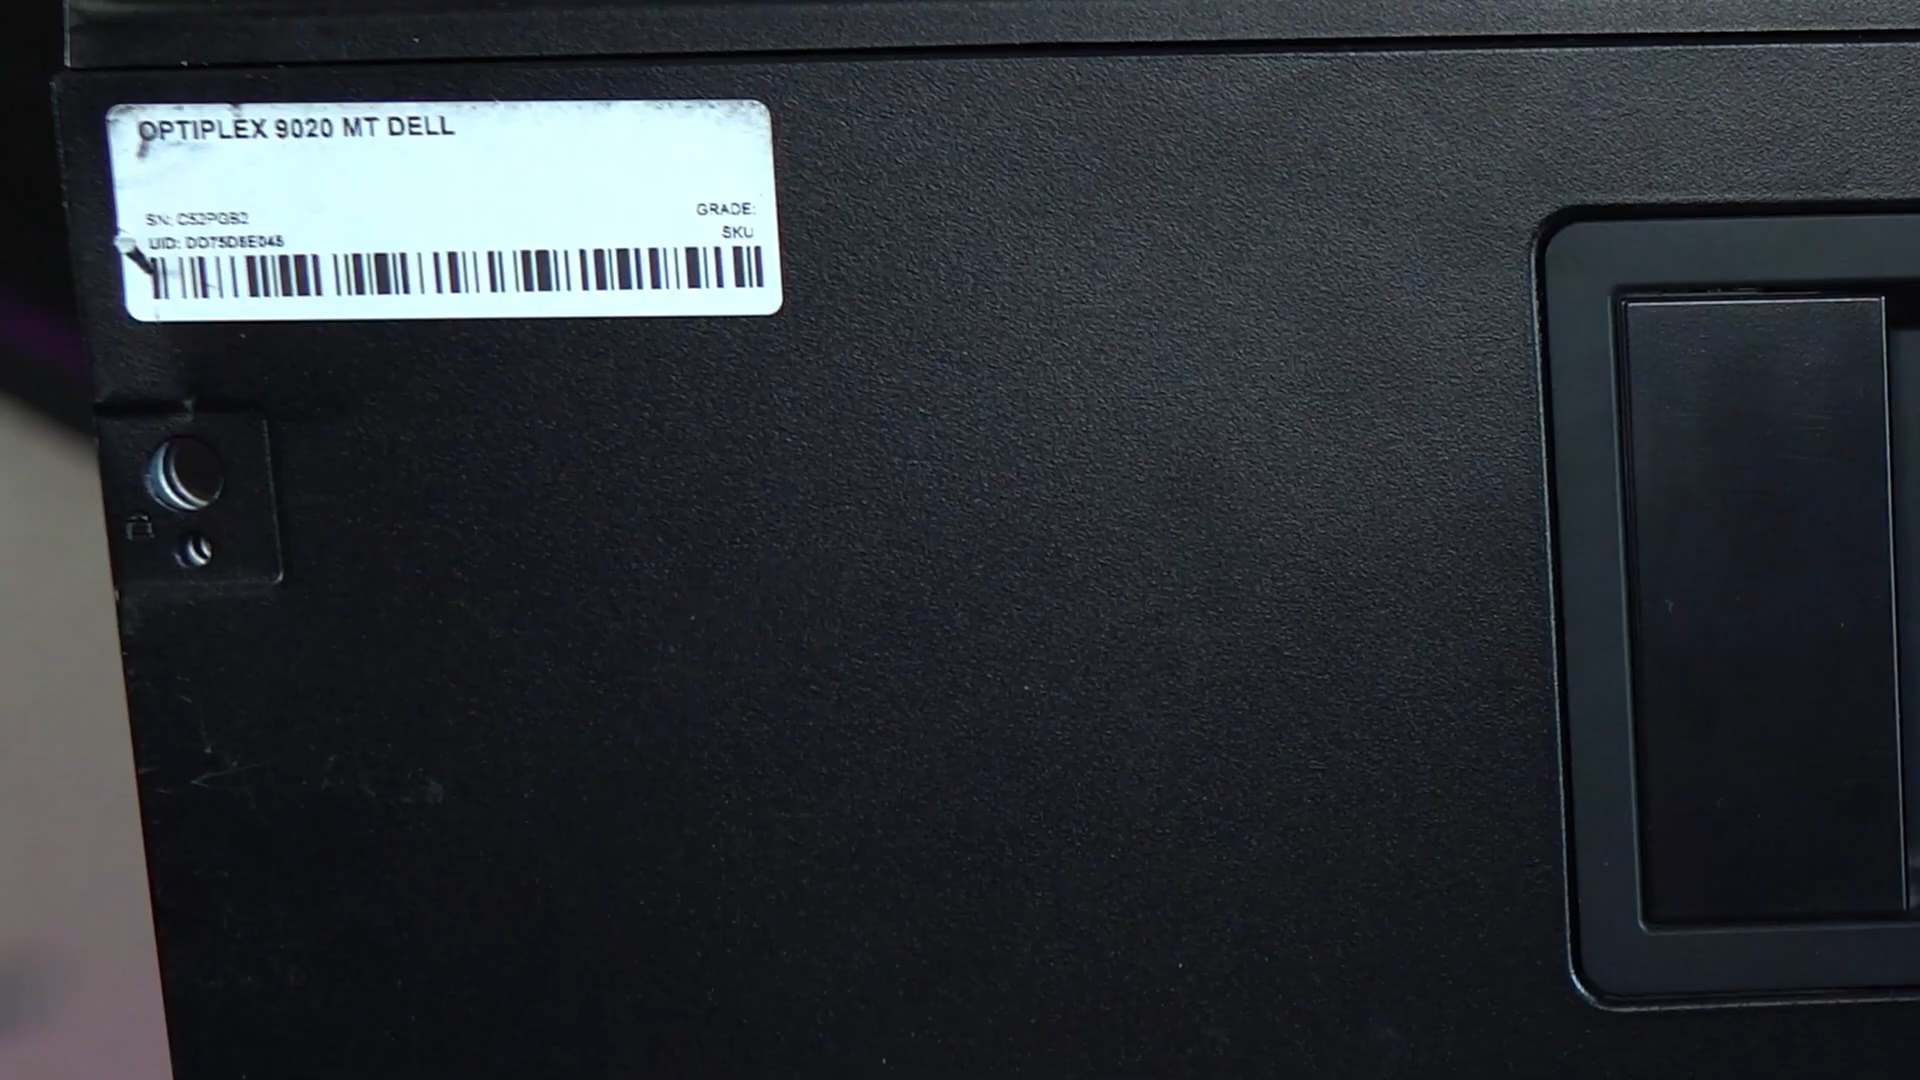 OPTIPLEX 9020 MT DELL
SN: C52PGB2
GRADE:
UID: DD75D8E045
SKU